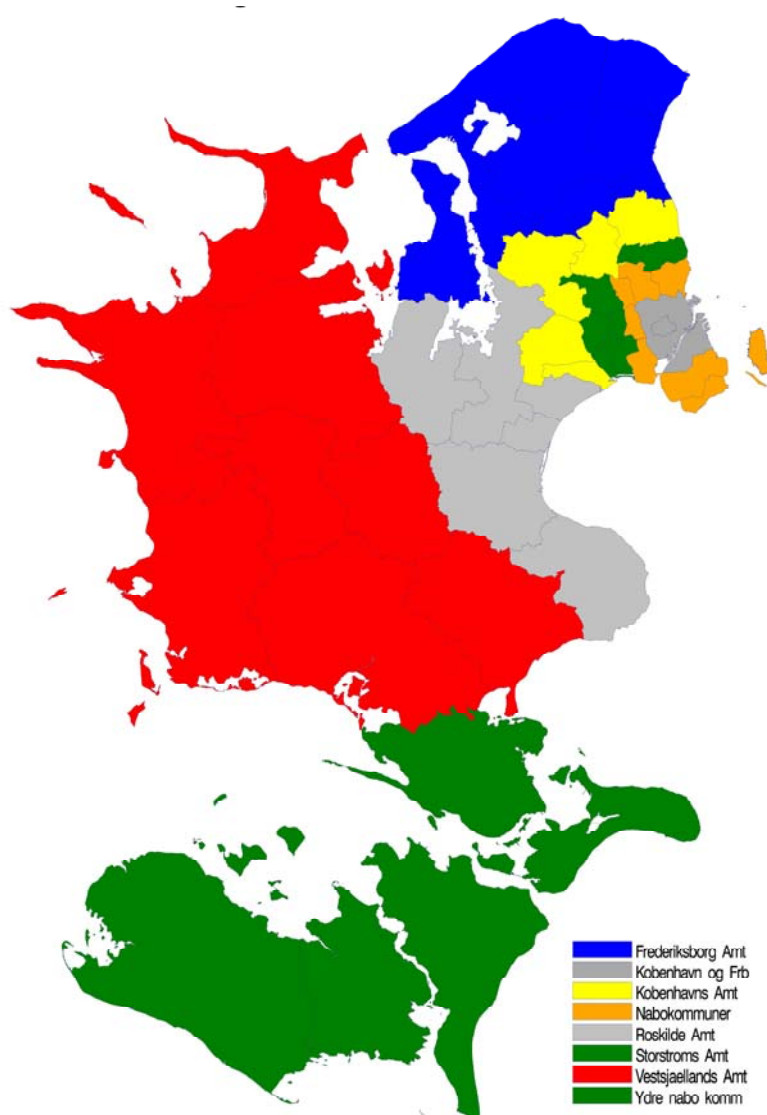 Frederiksborg Amt
Kobenhavn og Frb
Kobenhavns Amt
Nabokommuner
Roskilde Amt
Storstroms Amt
Vestsjaellands Amt
Ydre nabo komm